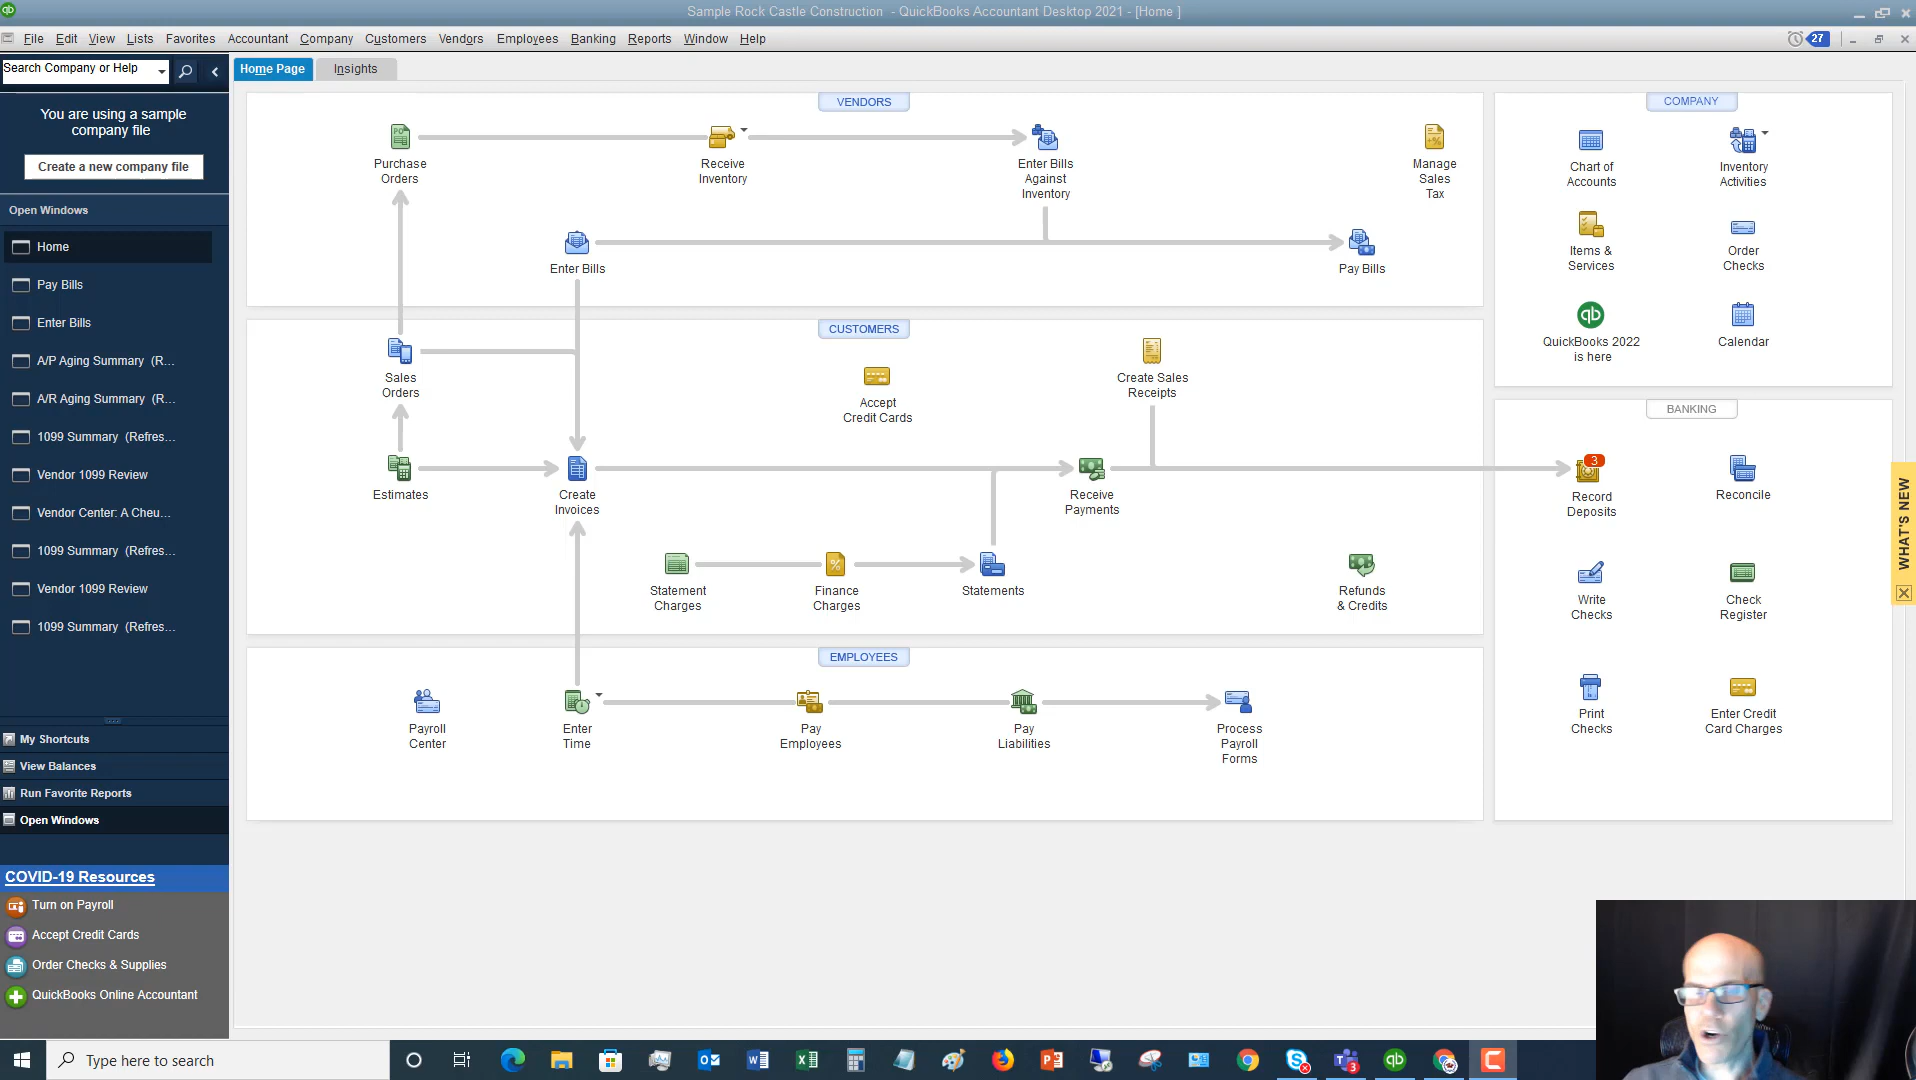 Sample Rock Castle Construction - QuickBooks Accountant Desktop 2021 - [Home ]
File Edit View Lists Favorites Accountant Company Customers Vendors Employees Banking Reports Window Help
27
Search Company or Help
Home Page
Insights
You are using a sample
company file
Create a new company file
Open Windows
Home
Pay Bills
Enter Bills
A/P Aging Summary (R...
A/R Aging Summary (R...
1099 Summary (Refres...
Vendor 1099 Review
Vendor Center: A Cheu...
1099 Summary (Refres...
Vendor 1099 Review
1099 Summary (Refres...
My Shortcuts
View Balances
Run Favorite Reports
Open Windows
COVID-19 Resources
Turn on Payroll
Accept Credit Cards
Order Checks & Supplies
QuickBooks Online Accountant
VENDORS
Purchase
Orders
Receive
Inventory
Enter Bills
Against
Inventory
Manage
Sales
Tax
Enter Bills
Pay Bills
CUSTOMERS
Sales
Orders
Accept
Credit Cards
Create Sales
Receipts
Estimates
Create
Invoices
Receive
Payments
Statement
Charges
Finance
Charges
Statements
Refunds
& Credits
EMPLOYEES
Payroll
Center
Enter
Time
Pay
Employees
Pay
Liabilities
Process
Payroll
Forms
COMPANY
Chart of
Accounts
Inventory
Activities
Items &
Services
Order
Checks
qb
QuickBooks 2022
is here
Calendar
BANKING
3
Record
Deposits
Reconcile
Write
Checks
Check
Register
Print
Checks
Enter Credit
Card Charges
WHAT'S NEW
Type here to search